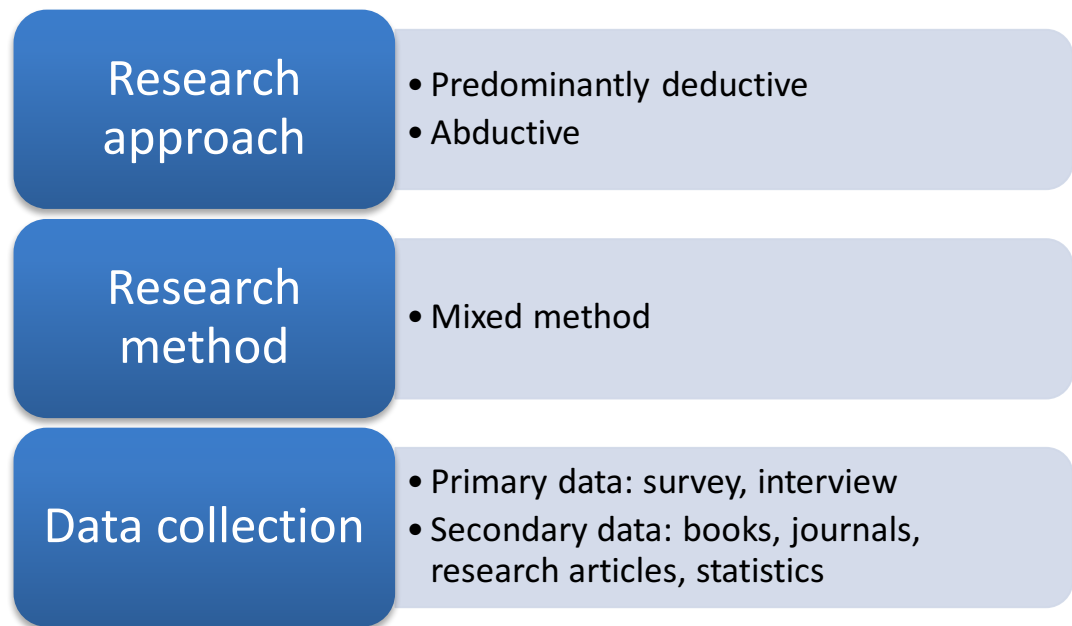 Research
approach
• Predominantly deductive
• Abductive
Research
method
• Mixed method
Data collection
• Primary data: survey, interview
• Secondary data: books, journals,
research articles, statistics